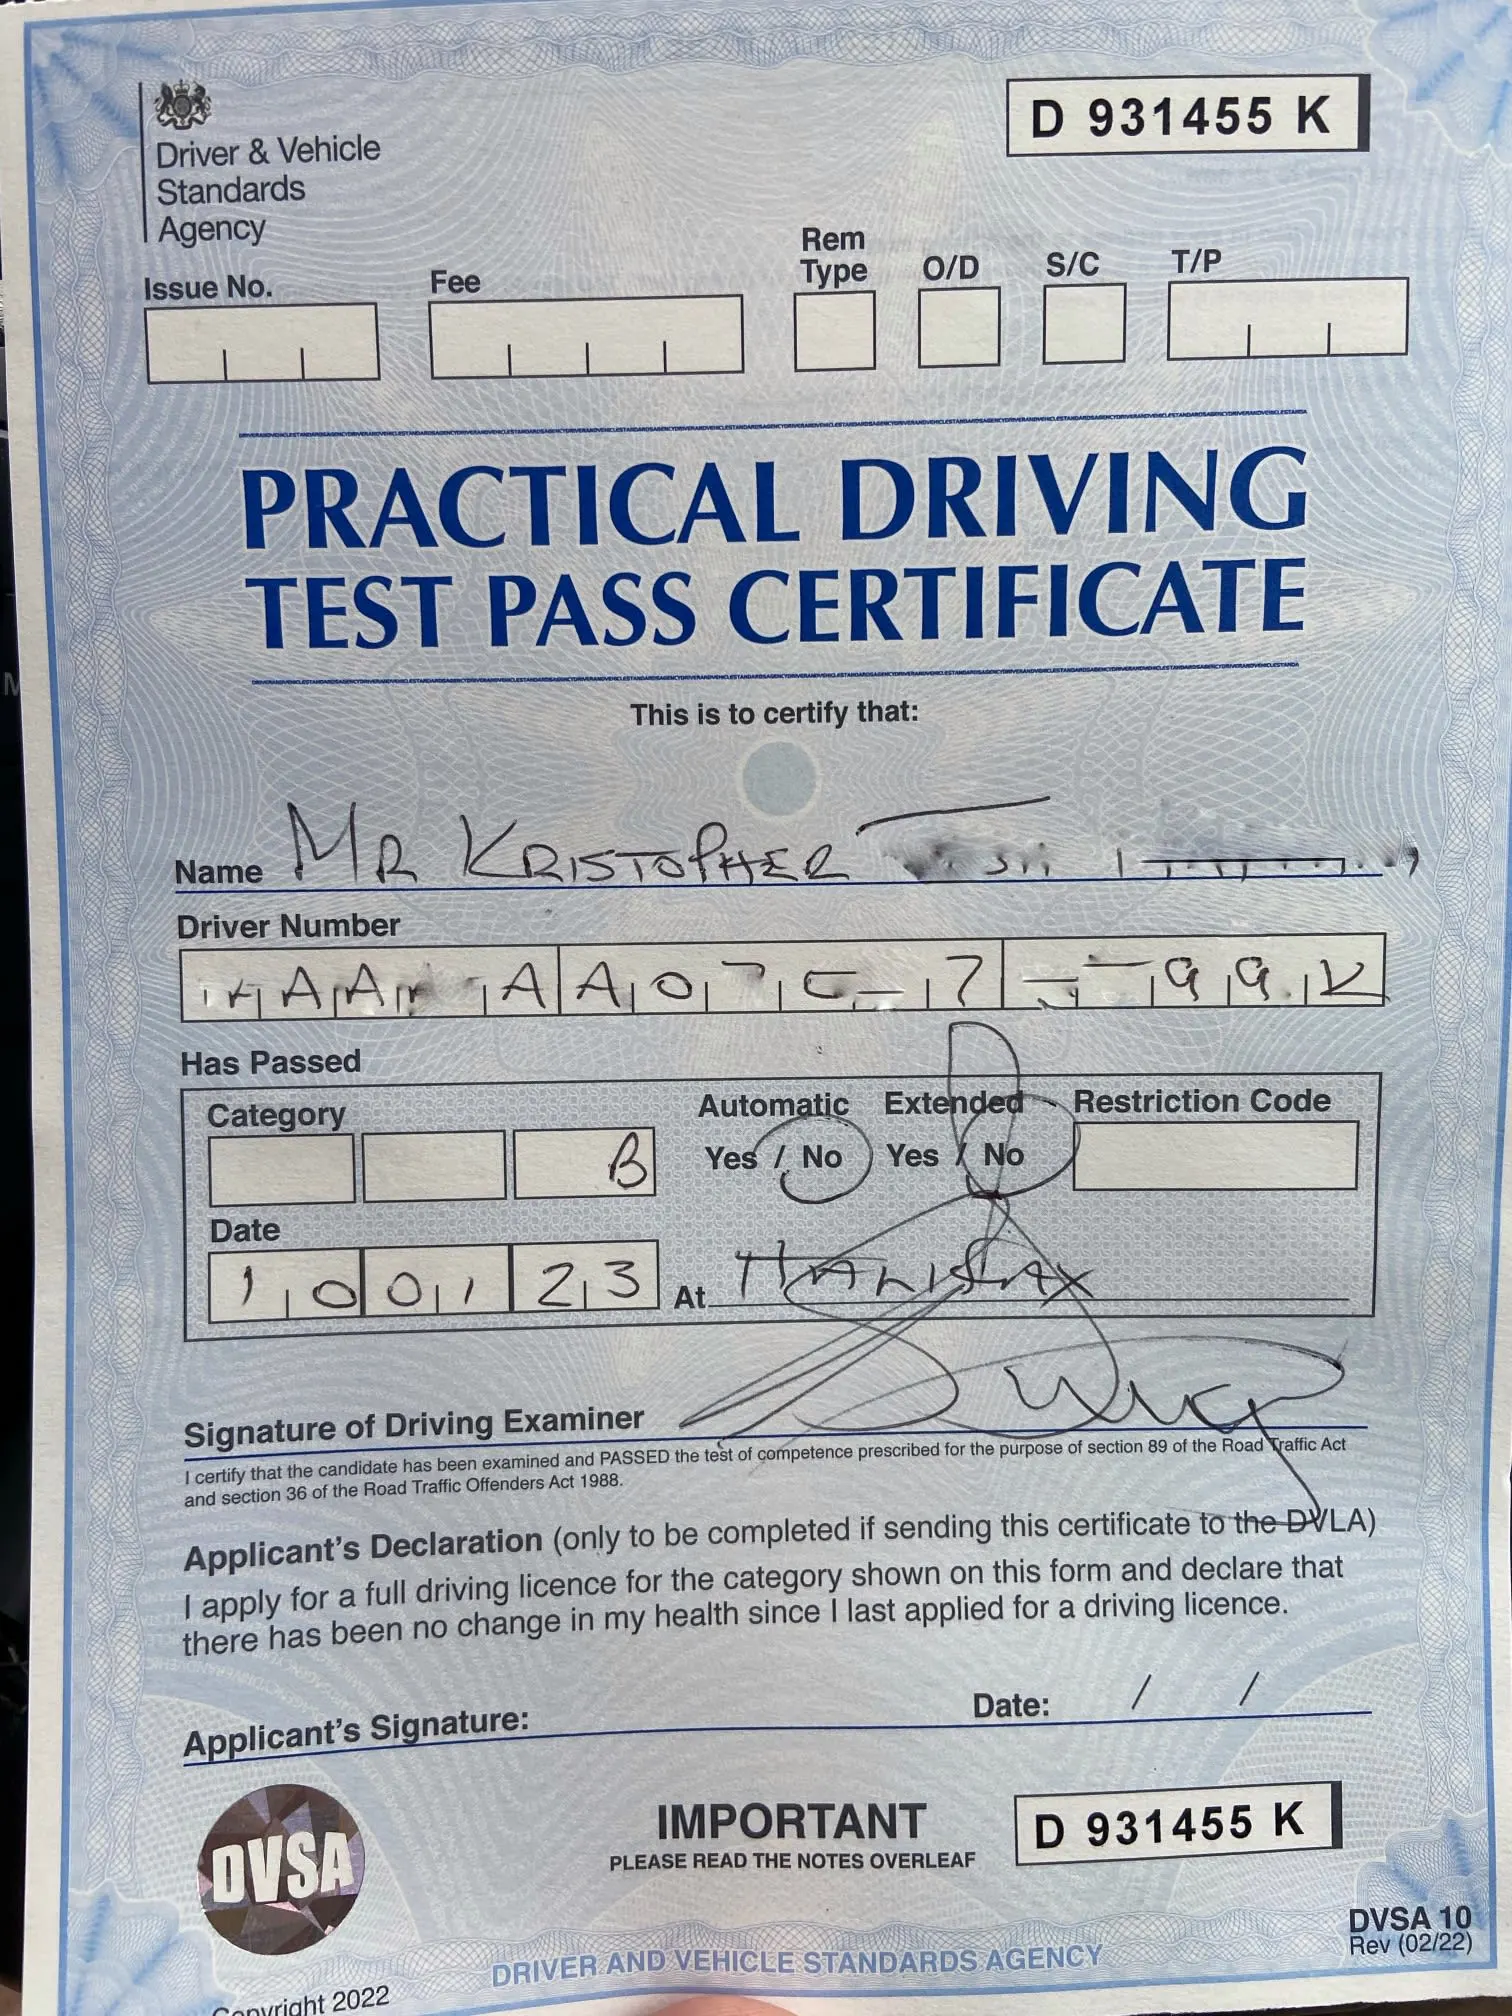 Driver & Vehicle
Standards
Agency
D 931455 K
Issue No. Fee Rem Type O/D S/C T/P
PRACTICAL DRIVING
TEST PASS CERTIFICATE
This is to certify that:
Name MR KRISTOPHER
Driver Number
Has Passed
Category Automatic Extended Restriction Code
B Yes / No Yes / No
Date
10 01 23 At HALIFAX
Signature of Driving Examiner
I certify that the candidate has been examined and PASSED the test of competence prescribed for the purpose of section 89 of the Road Traffic Act
and section 36 of the Road Traffic Offenders Act 1988.
Applicant's Declaration (only to be completed if sending this certificate to the DVLA)
I apply for a full driving licence for the category shown on this form and declare that
there has been no change in my health since I last applied for a driving licence.
Applicant's Signature: Date: / /
DVSA
IMPORTANT
PLEASE READ THE NOTES OVERLEAF
D 931455 K
DVSA 10
Rev (02/22)
DRIVER AND VEHICLE STANDARDS AGENCY
Copyright 2022